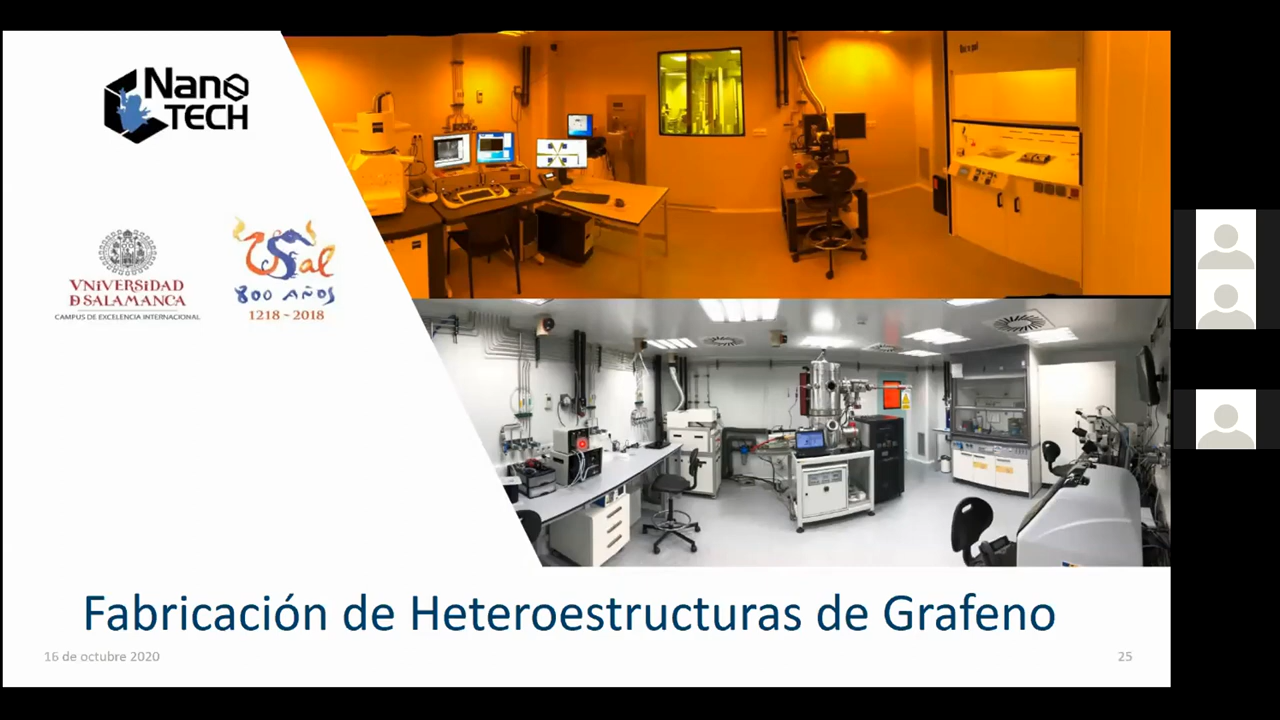 Nano
TECH
VNiVERSiDAD
Ð SALAMANCA
CAMPUS DE EXCELENCIA INTERNACIONAL
USal
800 AÑOS
1218 ~ 2018
Fabricación de Heteroestructuras de Grafeno
16 de octubre 2020
25